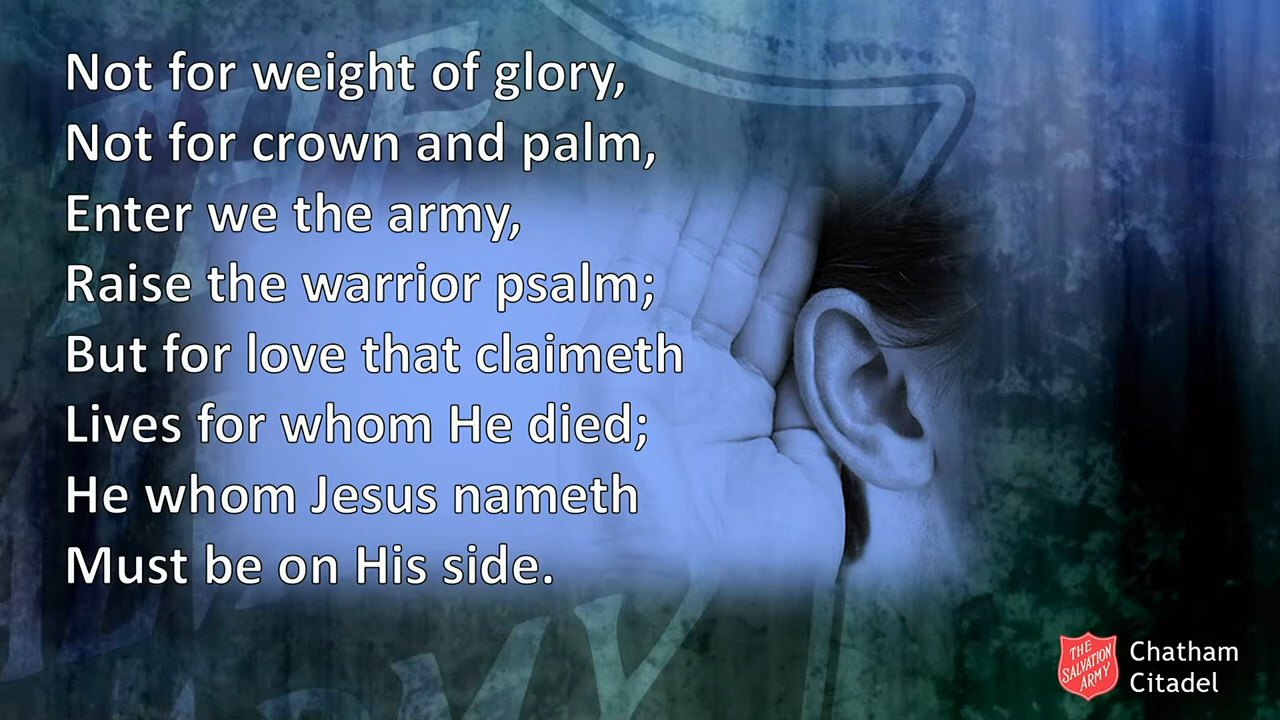 Not for weight of glory,
Not for crown and palm,
Enter we the army,
Raise the warrior psalm;
But for love that claimeth
Lives for whom He died;
He whom Jesus nameth
Must be on His side.
THE
SALVATION
ARMY
Chatham
Citadel